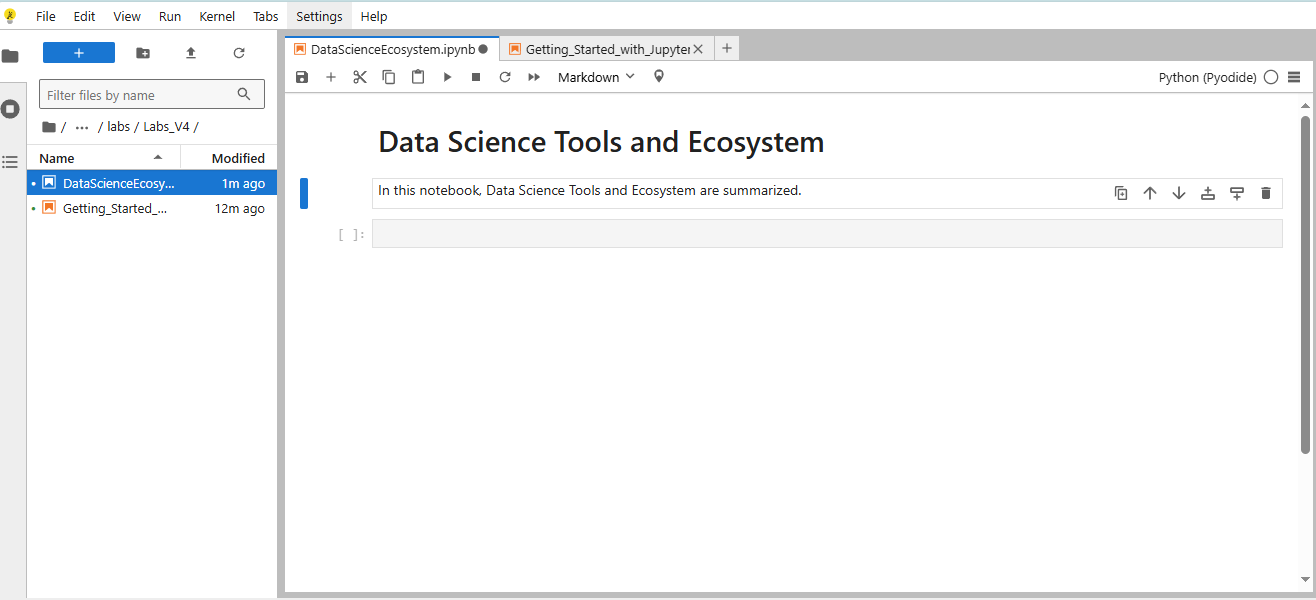 File Edit View Run Kernel Tabs Settings Help
+
Filter files by name
/ ... / labs / Labs_V4 /
Name Modified
DataScienceEcosy... 1m ago
Getting_Started_... 12m ago
DataScienceEcosystem.ipynb Getting_Started_with_Jupyter +
Markdown Python (Pyodide)
Data Science Tools and Ecosystem
In this notebook, Data Science Tools and Ecosystem are summarized.
[ ]: